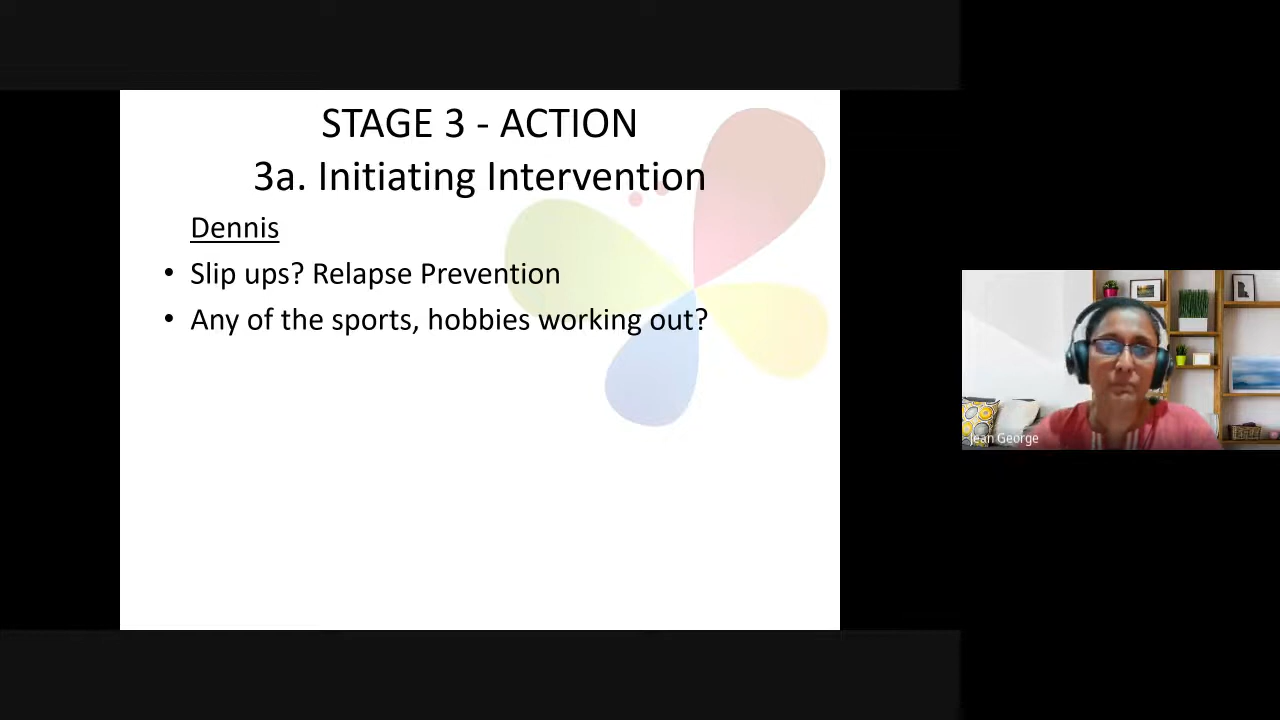 STAGE 3 - ACTION
3a. Initiating Intervention
Dennis
• Slip ups? Relapse Prevention
• Any of the sports, hobbies working out?
Jean George